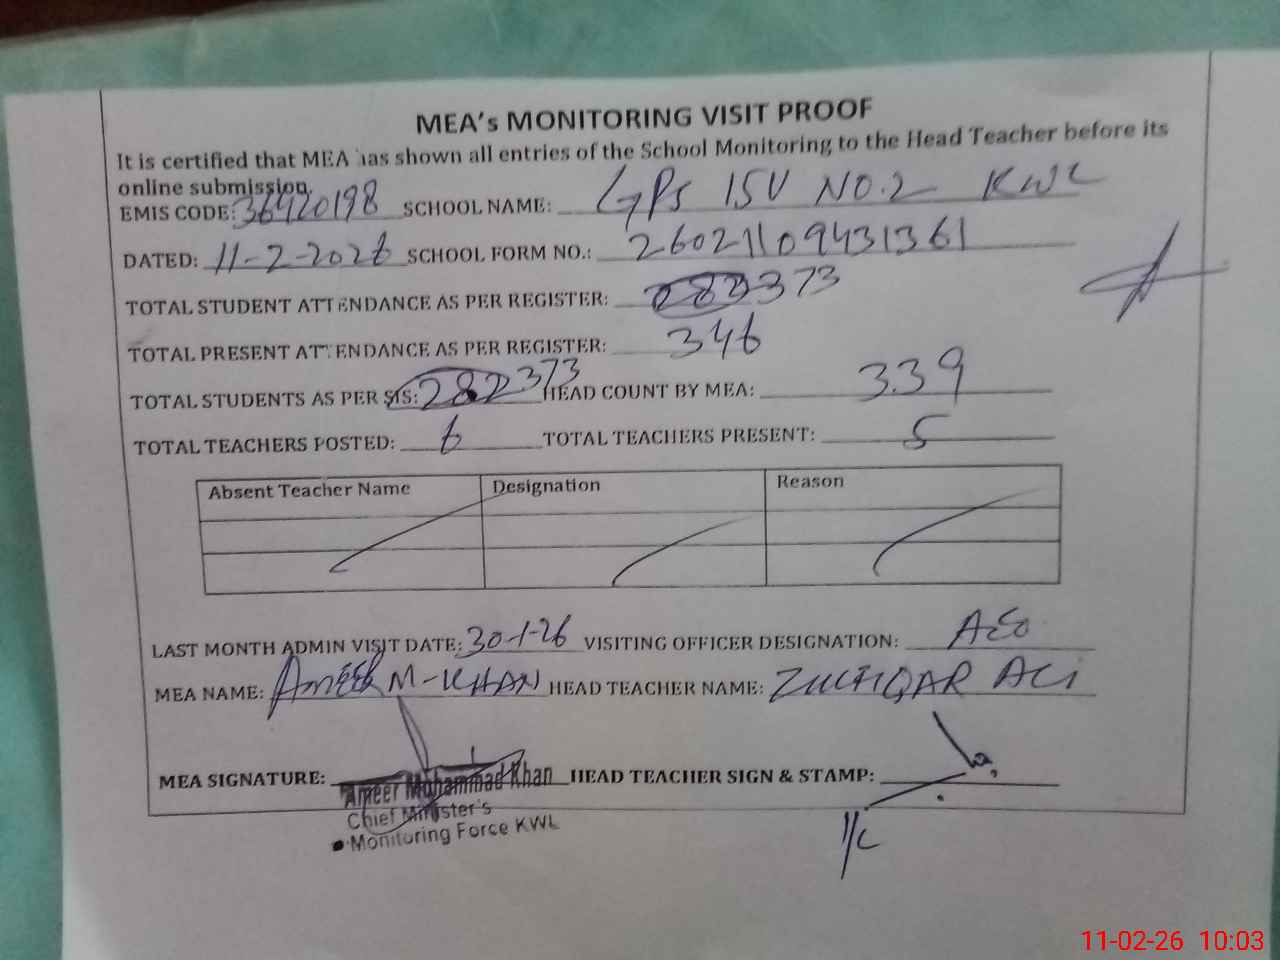 MEA's MONITORING VISIT PROOF
It is certified that MEA has shown all entries of the School Monitoring to the Head Teacher before its
online submission.
EMIS CODE: 36420198 SCHOOL NAME: GPS 15V NO.2 KWL
DATED: 11-2-2026 SCHOOL FORM NO.: 26021109431361
TOTAL STUDENT ATTENDANCE AS PER REGISTER: 373
TOTAL PRESENT ATTENDANCE AS PER REGISTER: 346
TOTAL STUDENTS AS PER SIS: 282 373 HEAD COUNT BY MEA: 339
TOTAL TEACHERS POSTED: 6 TOTAL TEACHERS PRESENT: 5
Absent Teacher Name Designation Reason
LAST MONTH ADMIN VISIT DATE: 30-1-26 VISITING OFFICER DESIGNATION: AEO
MEA NAME: AMEER M-KHAN HEAD TEACHER NAME: ZULFIQAR ALI
MEA SIGNATURE: HEAD TEACHER SIGN & STAMP:
Ameer Mohammad Khan
Chief Minister's
Monitoring Force KWL
I/C
11-02-26 10:03